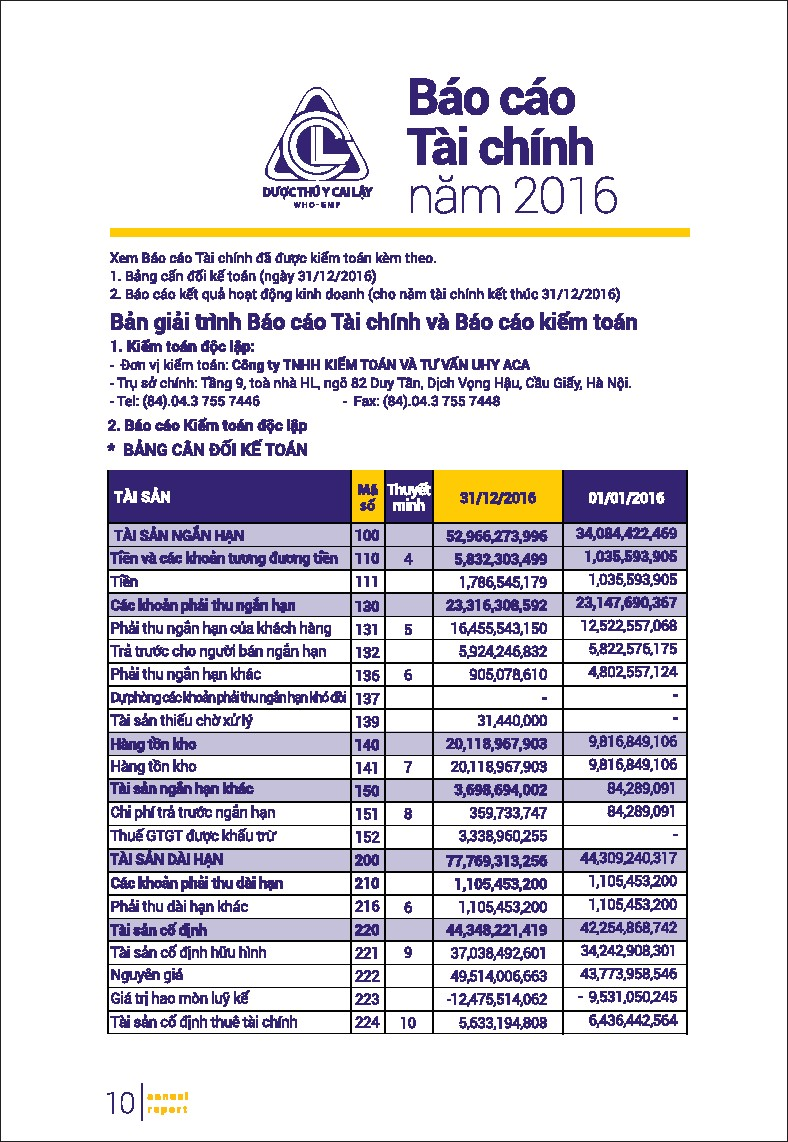 Báo cáo
Tài chính
năm 2016
DƯỢC THÚ Y CAI LẬY
WHO-GMP
Xem Báo cáo Tài chính đã được kiểm toán kèm theo.
1. Bảng cấn đối kế toán (ngày 31/12/2016)
2. Báo cáo kết quả hoạt động kinh doanh (cho năm tài chính kết thúc 31/12/2016)
Bản giải trình Báo cáo Tài chính và Báo cáo kiểm toán
1. Kiểm toán độc lập:
- Đơn vị kiểm toán: Công ty TNHH KIỂM TOÁN VÀ TƯ VẤN UHY ACA
- Trụ sở chính: Tầng 9, toà nhà HL, ngõ 82 Duy Tân, Dịch Vọng Hậu, Cầu Giấy, Hà Nội.
- Tel: (84).04.3 755 7446 - Fax: (84).04.3 755 7448
2. Báo cáo Kiểm toán độc lập
* BẢNG CÂN ĐỐI KẾ TOÁN
TÀI SẢN Mã số Thuyết minh 31/12/2016 01/01/2016
TÀI SẢN NGẮN HẠN 100 52,966,273,996 34,084,422,469
Tiền và các khoản tương đương tiền 110 4 5,832,303,499 1,035,593,905
Tiền 111 1,786,545,179 1,035,593,905
Các khoản phải thu ngắn hạn 130 23,316,308,592 23,147,690,367
Phải thu ngắn hạn của khách hàng 131 5 16,455,543,150 12,522,557,068
Trả trước cho người bán ngắn hạn 132 5,924,246,832 5,822,576,175
Phải thu ngắn hạn khác 136 6 905,078,610 4,802,557,124
Dự phòng các khoản phải thu ngắn hạn khó đòi 137 - -
Tài sản thiếu chờ xử lý 139 31,440,000 -
Hàng tồn kho 140 20,118,967,903 9,816,849,106
Hàng tồn kho 141 7 20,118,967,903 9,816,849,106
Tài sản ngắn hạn khác 150 3,698,694,002 84,289,091
Chi phí trả trước ngắn hạn 151 8 359,733,747 84,289,091
Thuế GTGT được khấu trừ 152 3,338,960,255 -
TÀI SẢN DÀI HẠN 200 77,769,313,256 44,309,240,317
Các khoản phải thu dài hạn 210 1,105,453,200 1,105,453,200
Phải thu dài hạn khác 216 6 1,105,453,200 1,105,453,200
Tài sản cố định 220 44,348,221,419 42,254,868,742
Tài sản cố định hữu hình 221 9 37,038,492,601 34,242,908,301
Nguyên giá 222 49,514,006,663 43,773,958,546
Giá trị hao mòn luỹ kế 223 -12,475,514,062 - 9,531,050,245
Tài sản cố định thuê tài chính 224 10 5,633,194,808 6,436,442,564
10 annual
report